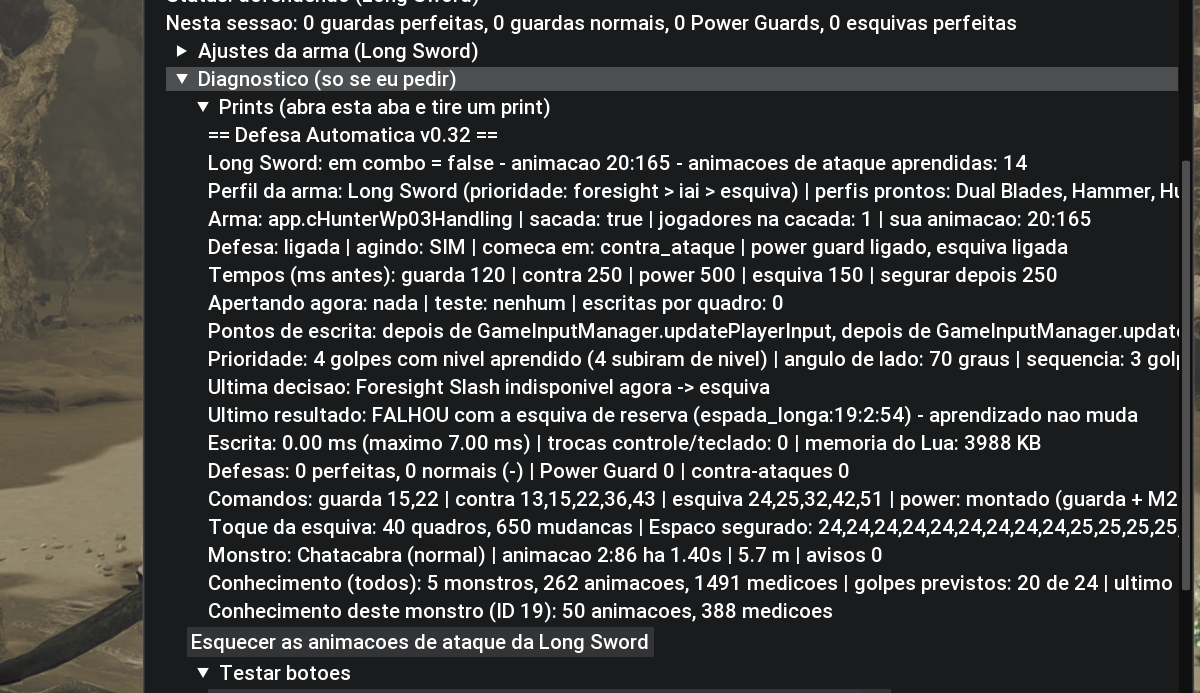 Nesta sessao: 0 guardas perfeitas, 0 guardas normais, 0 Power Guards, 0 esquivas perfeitas
Ajustes da arma (Long Sword)
Diagnostico (so se eu pedir)
Prints (abra esta aba e tire um print)
== Defesa Automatica v0.32 ==
Long Sword: em combo = false - animacao 20:165 - animacoes de ataque aprendidas: 14
Perfil da arma: Long Sword (prioridade: foresight > iai > esquiva) | perfis prontos: Dual Blades, Hammer, Hu
Arma: app.cHunterWp03Handling | sacada: true | jogadores na cacada: 1 | sua animacao: 20:165
Defesa: ligada | agindo: SIM | comeca em: contra_ataque | power guard ligado, esquiva ligada
Tempos (ms antes): guarda 120 | contra 250 | power 500 | esquiva 150 | segurar depois 250
Apertando agora: nada | teste: nenhum | escritas por quadro: 0
Pontos de escrita: depois de GameInputManager.updatePlayerInput, depois de GameInputManager.updat
Prioridade: 4 golpes com nivel aprendido (4 subiram de nivel) | angulo de lado: 70 graus | sequencia: 3 golp
Ultima decisao: Foresight Slash indisponivel agora -> esquiva
Ultimo resultado: FALHOU com a esquiva de reserva (espada_longa:19:2:54) - aprendizado nao muda
Escrita: 0.00 ms (maximo 7.00 ms) | trocas controle/teclado: 0 | memoria do Lua: 3988 KB
Defesas: 0 perfeitas, 0 normais (-) | Power Guard 0 | contra-ataques 0
Comandos: guarda 15,22 | contra 13,15,22,36,43 | esquiva 24,25,32,42,51 | power: montado (guarda + M2
Toque da esquiva: 40 quadros, 650 mudancas | Espaco segurado: 24,24,24,24,24,24,24,24,24,25,25,25,25,
Monstro: Chatacabra (normal) | animacao 2:86 ha 1.40s | 5.7 m | avisos 0
Conhecimento (todos): 5 monstros, 262 animacoes, 1491 medicoes | golpes previstos: 20 de 24 | ultimo
Conhecimento deste monstro (ID 19): 50 animacoes, 388 medicoes
Esquecer as animacoes de ataque da Long Sword
Testar botoes